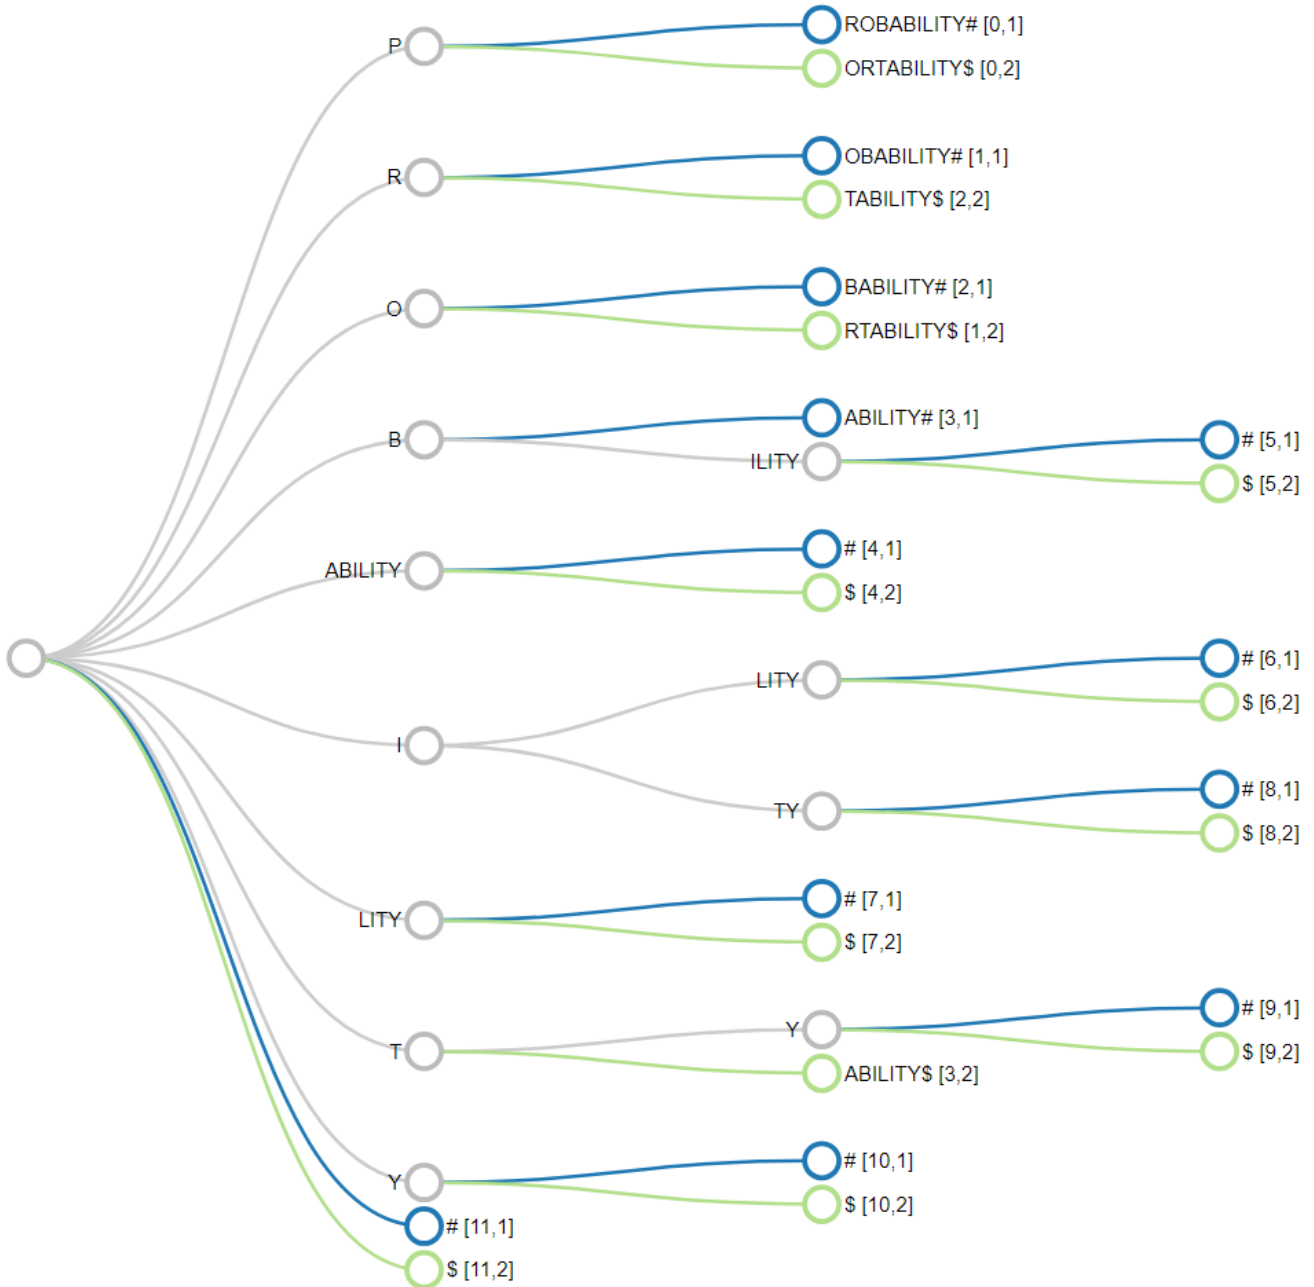 P
ROBABILITY# [0,1]
ORTABILITY$ [0,2]
R
OBABILITY# [1,1]
TABILITY$ [2,2]
O
BABILITY# [2,1]
RTABILITY$ [1,2]
B
ABILITY# [3,1]
ILITY
# [5,1]
$ [5,2]
ABILITY
# [4,1]
$ [4,2]
I
LITY
# [6,1]
$ [6,2]
TY
# [8,1]
$ [8,2]
LITY
# [7,1]
$ [7,2]
T
Y
# [9,1]
$ [9,2]
ABILITY$ [3,2]
Y
# [10,1]
$ [10,2]
# [11,1]
$ [11,2]